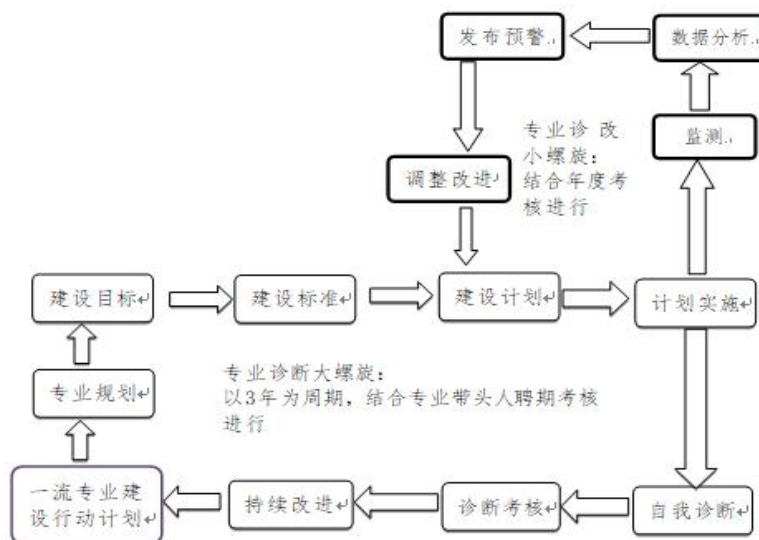 发布预警
数据分析
专业诊 改
小螺旋：
结合年度考
核进行
监测
调整改进
建设目标
建设标准
建设计划
计划实施
专业规划
专业诊断大螺旋：
以3年为周期，结合专业带头人聘期考核
进行
一流专业建
设行动计划
持续改进
诊断考核
自我诊断